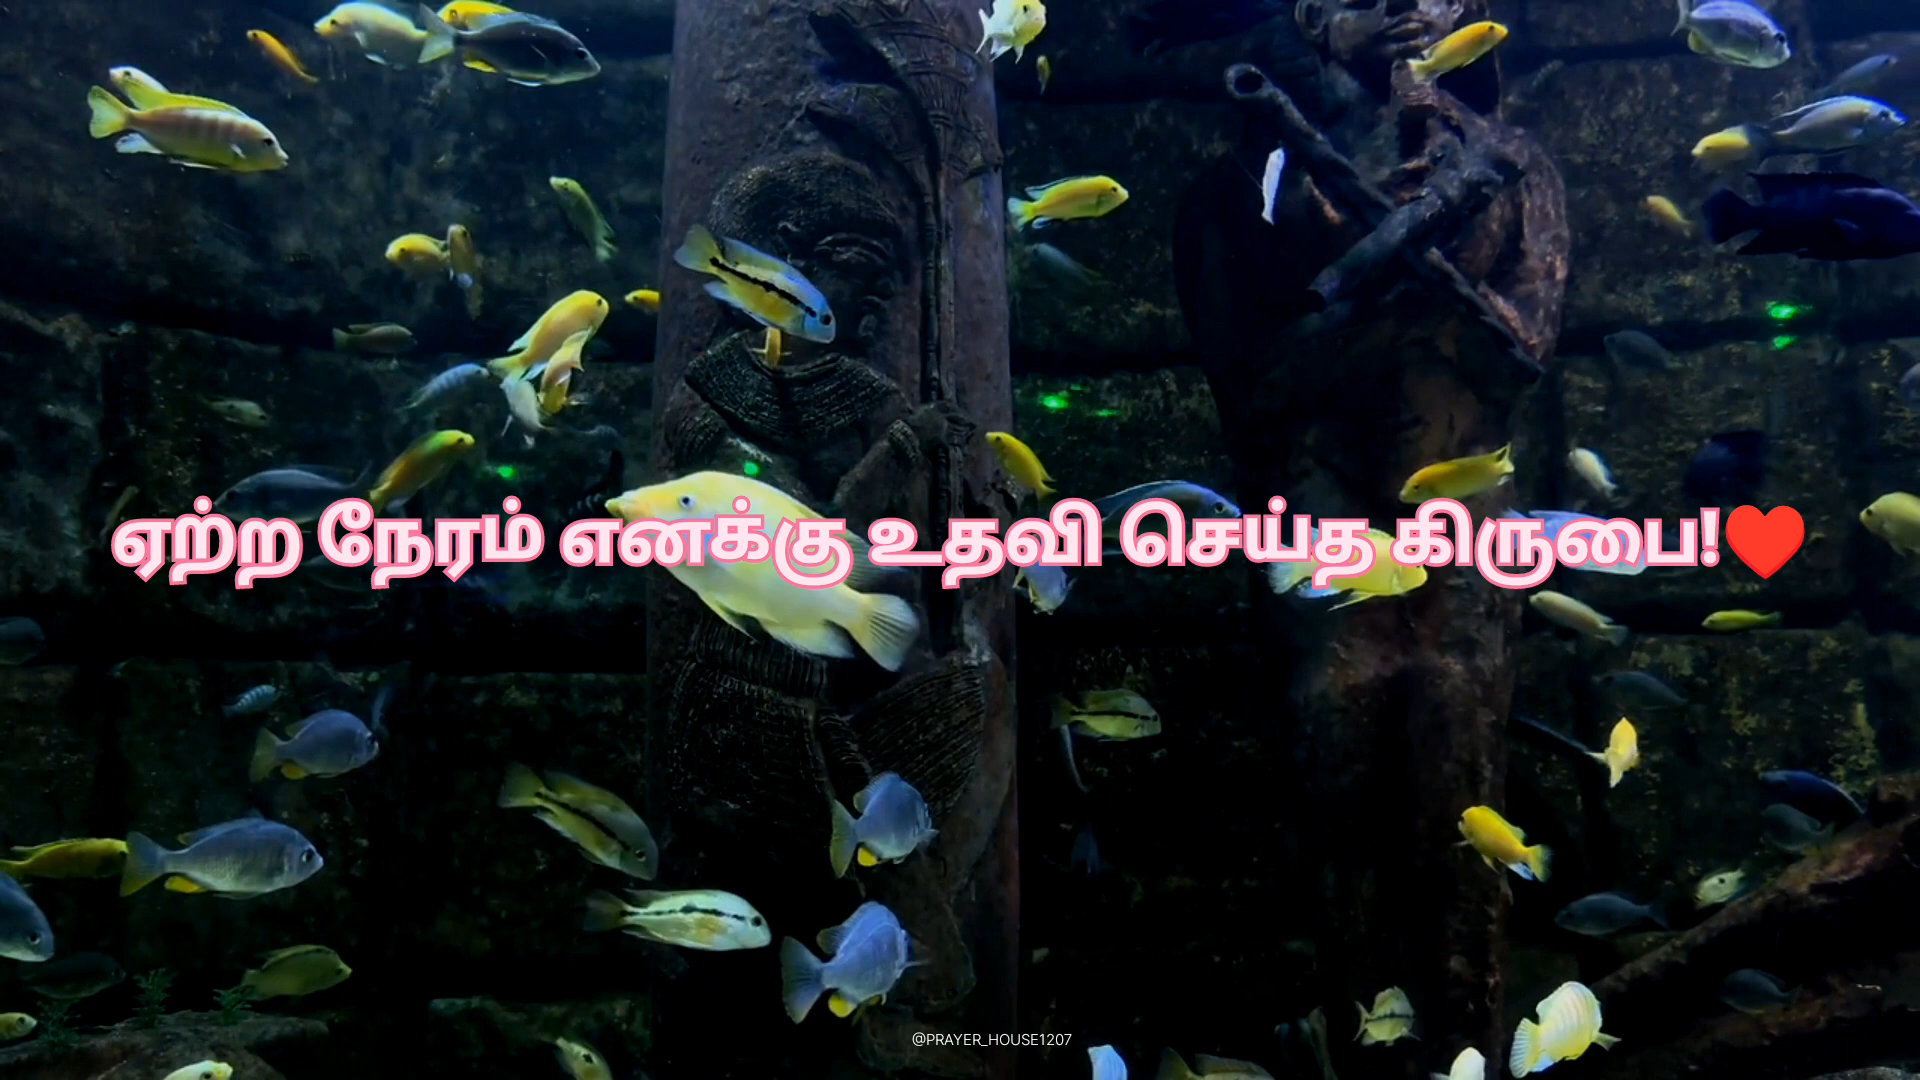 ஏற்ற நேரம் எனக்கு உதவி செய்த கிருபை!❤️
@PRAYER_HOUSE1207